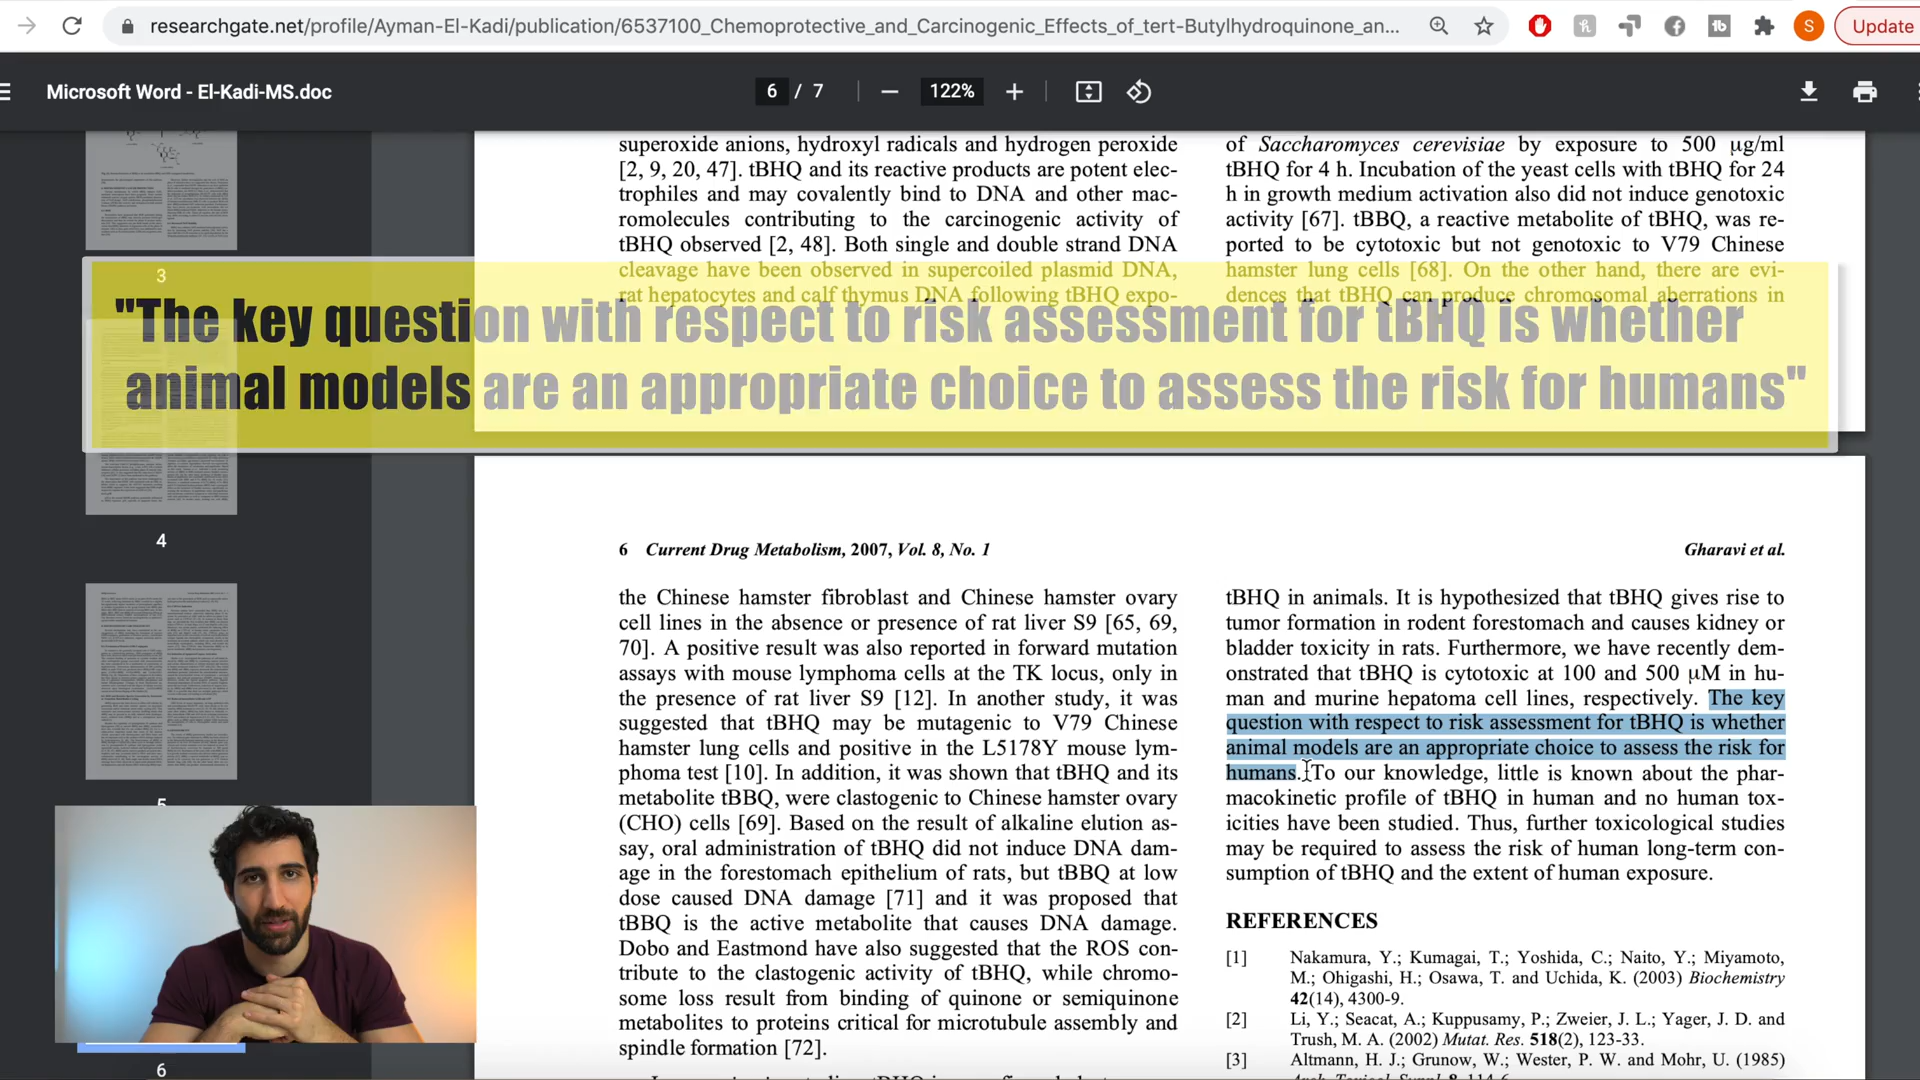 researchgate.net/profile/Ayman-El-Kadi/publication/6537100_Chemoprotective_and_Carcinogenic_Effects_of_tert-Butylhydroquinone_an...
S
Update
Microsoft Word - El-Kadi-MS.doc
6 / 7
122%
3
4
5
6
"The key question with respect to risk assessment for tBHQ is whether
animal models are an appropriate choice to assess the risk for humans"
superoxide anions, hydroxyl radicals and hydrogen peroxide
[2, 9, 20, 47]. tBHQ and its reactive products are potent elec-
trophiles and may covalently bind to DNA and other mac-
romolecules contributing to the carcinogenic activity of
tBHQ observed [2, 48]. Both single and double strand DNA
cleavage have been observed in supercoiled plasmid DNA,
rat hepatocytes and calf thymus DNA following tBHQ expo-
of Saccharomyces cerevisiae by exposure to 500 μg/ml
tBHQ for 4 h. Incubation of the yeast cells with tBHQ for 24
h in growth medium activation also did not induce genotoxic
activity [67]. tBBQ, a reactive metabolite of tBHQ, was re-
ported to be cytotoxic but not genotoxic to V79 Chinese
hamster lung cells [68]. On the other hand, there are evi-
dences that tBHQ can produce chromosomal aberrations in
6 Current Drug Metabolism, 2007, Vol. 8, No. 1
Gharavi et al.
the Chinese hamster fibroblast and Chinese hamster ovary
cell lines in the absence or presence of rat liver S9 [65, 69,
70]. A positive result was also reported in forward mutation
assays with mouse lymphoma cells at the TK locus, only in
the presence of rat liver S9 [12]. In another study, it was
suggested that tBHQ may be mutagenic to V79 Chinese
hamster lung cells and positive in the L5178Y mouse lym-
phoma test [10]. In addition, it was shown that tBHQ and its
metabolite tBBQ, were clastogenic to Chinese hamster ovary
(CHO) cells [69]. Based on the result of alkaline elution as-
say, oral administration of tBHQ did not induce DNA dam-
age in the forestomach epithelium of rats, but tBBQ at low
dose caused DNA damage [71] and it was proposed that
tBBQ is the active metabolite that causes DNA damage.
Dobo and Eastmond have also suggested that the ROS con-
tribute to the clastogenic activity of tBHQ, while chromo-
some loss result from binding of quinone or semiquinone
metabolites to proteins critical for microtubule assembly and
spindle formation [72].
tBHQ in animals. It is hypothesized that tBHQ gives rise to
tumor formation in rodent forestomach and causes kidney or
bladder toxicity in rats. Furthermore, we have recently dem-
onstrated that tBHQ is cytotoxic at 100 and 500 μM in hu-
man and murine hepatoma cell lines, respectively. The key
question with respect to risk assessment for tBHQ is whether
animal models are an appropriate choice to assess the risk for
humans. To our knowledge, little is known about the phar-
macokinetic profile of tBHQ in human and no human tox-
icities have been studied. Thus, further toxicological studies
may be required to assess the risk of human long-term con-
sumption of tBHQ and the extent of human exposure.
REFERENCES
[1] Nakamura, Y.; Kumagai, T.; Yoshida, C.; Naito, Y.; Miyamoto,
M.; Ohigashi, H.; Osawa, T. and Uchida, K. (2003) Biochemistry
42(14), 4300-9.
[2] Li, Y.; Seacat, A.; Kuppusamy, P.; Zweier, J. L.; Yager, J. D. and
Trush, M. A. (2002) Mutat. Res. 518(2), 123-33.
[3] Altmann, H. J.; Grunow, W.; Wester, P. W. and Mohr, U. (1985)